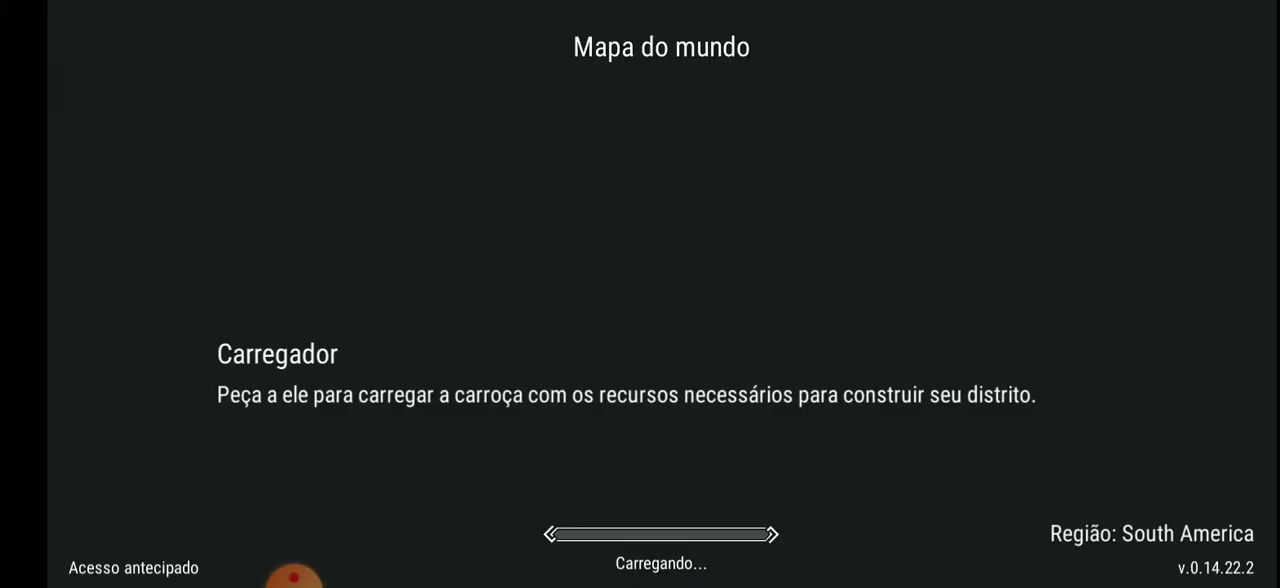 Mapa do mundo
Carregador
Peça a ele para carregar a carroça com os recursos necessários para construir seu distrito.
Região: South America
Carregando...
Acesso antecipado
v.0.14.22.2